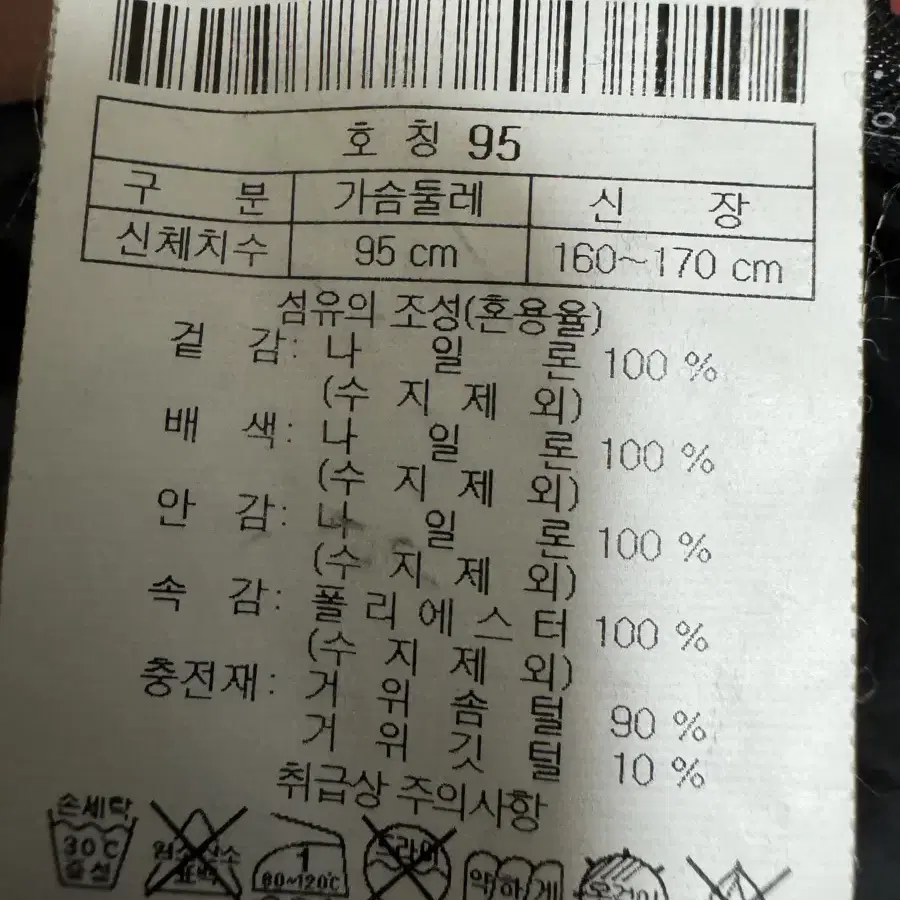 호 칭 95
구 분 가슴둘레 신 장
신체치수 95 cm 160~170 cm
섬유의 조성(혼용율)
겉 감: 나 일 론 100 %
(수 지 제 외)
배 색: 나 일 론 100 %
(수 지 제 외)
안 감: 나 일 론 100 %
(수 지 제 외)
속 감: 폴 리 에 스 터 100 %
(수 지 제 외)
충전재: 거 위 솜 털 90 %
거 위 깃 털 10 %
취급상 주의사항
손세탁
30℃
중성
1
80~120℃
드라이
약하게